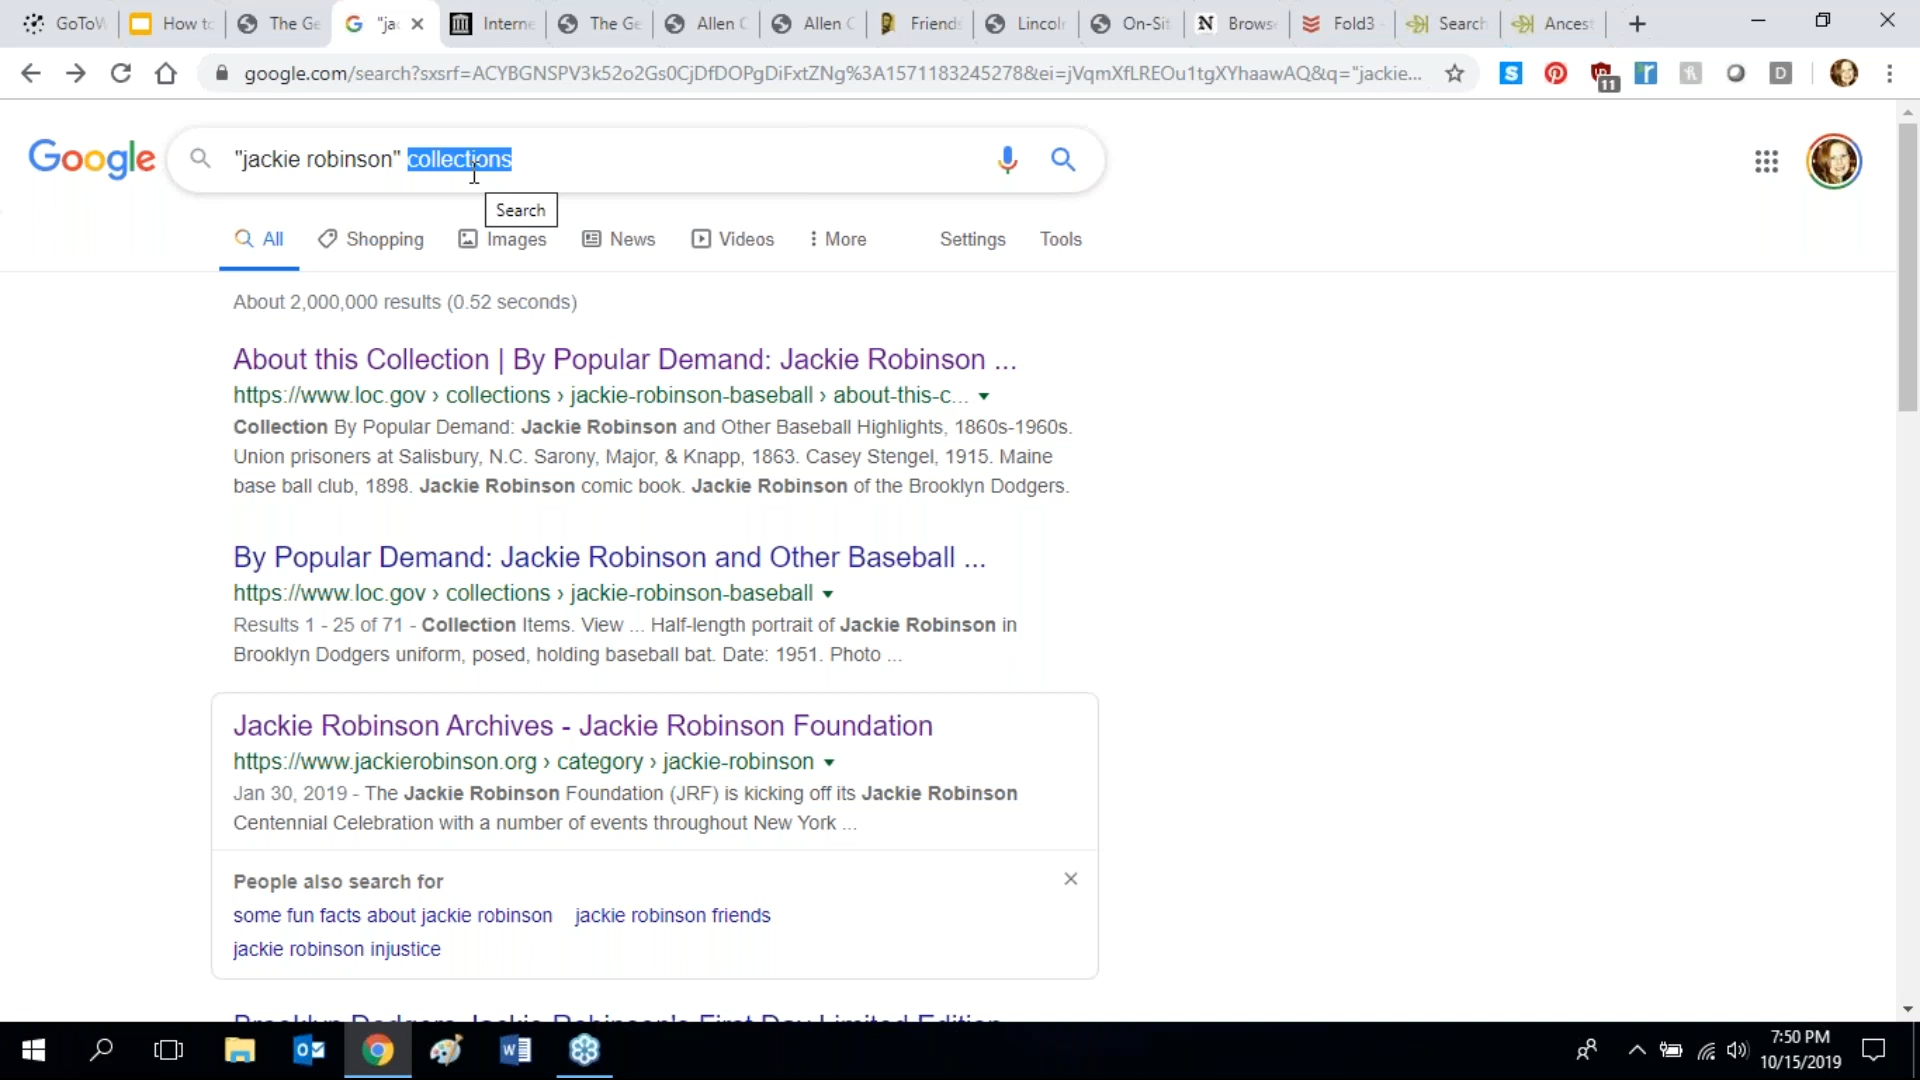 GoToW
How to
The Ge
"jac
Interne
The Ge
Allen C
Allen C
Friends
Lincoln
On-Sit
Browse
Fold3
Search
Ancest
google.com/search?sxsrf=ACYBGNSPV3k52o2Gs0CjDfDOPgDiFxtZNg%3A1571183245278&ei=jVqmXfLREOu1tgXYhaawAQ&q="jackie...
11
Google
"jackie robinson" collections
Search
All
Shopping
Images
News
Videos
More
Settings
Tools
About 2,000,000 results (0.52 seconds)
About this Collection | By Popular Demand: Jackie Robinson ...
https://www.loc.gov › collections › jackie-robinson-baseball › about-this-c...
Collection By Popular Demand: Jackie Robinson and Other Baseball Highlights, 1860s-1960s.
Union prisoners at Salisbury, N.C. Sarony, Major, & Knapp, 1863. Casey Stengel, 1915. Maine
base ball club, 1898. Jackie Robinson comic book. Jackie Robinson of the Brooklyn Dodgers.
By Popular Demand: Jackie Robinson and Other Baseball ...
https://www.loc.gov › collections › jackie-robinson-baseball
Results 1 - 25 of 71 - Collection Items. View ... Half-length portrait of Jackie Robinson in
Brooklyn Dodgers uniform, posed, holding baseball bat. Date: 1951. Photo ...
Jackie Robinson Archives - Jackie Robinson Foundation
https://www.jackierobinson.org › category › jackie-robinson
Jan 30, 2019 - The Jackie Robinson Foundation (JRF) is kicking off its Jackie Robinson
Centennial Celebration with a number of events throughout New York ...
People also search for
some fun facts about jackie robinson
jackie robinson friends
jackie robinson injustice
Brooklyn Dodgers Jackie Robinson's First Day Limited Edition
7:50 PM
10/15/2019